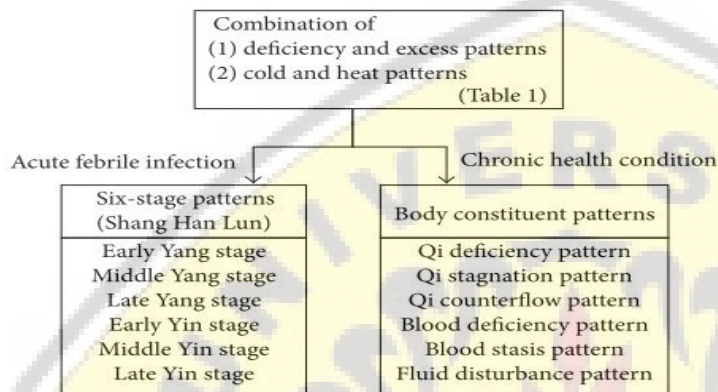 Combination of
(1) deficiency and excess patterns
(2) cold and heat patterns
(Table 1)
Acute febrile infection
Chronic health condition
Six-stage patterns
(Shang Han Lun)
Early Yang stage
Middle Yang stage
Late Yang stage
Early Yin stage
Middle Yin stage
Late Yin stage
Body constituent patterns
Qi deficiency pattern
Qi stagnation pattern
Qi counterflow pattern
Blood deficiency pattern
Blood stasis pattern
Fluid disturbance pattern